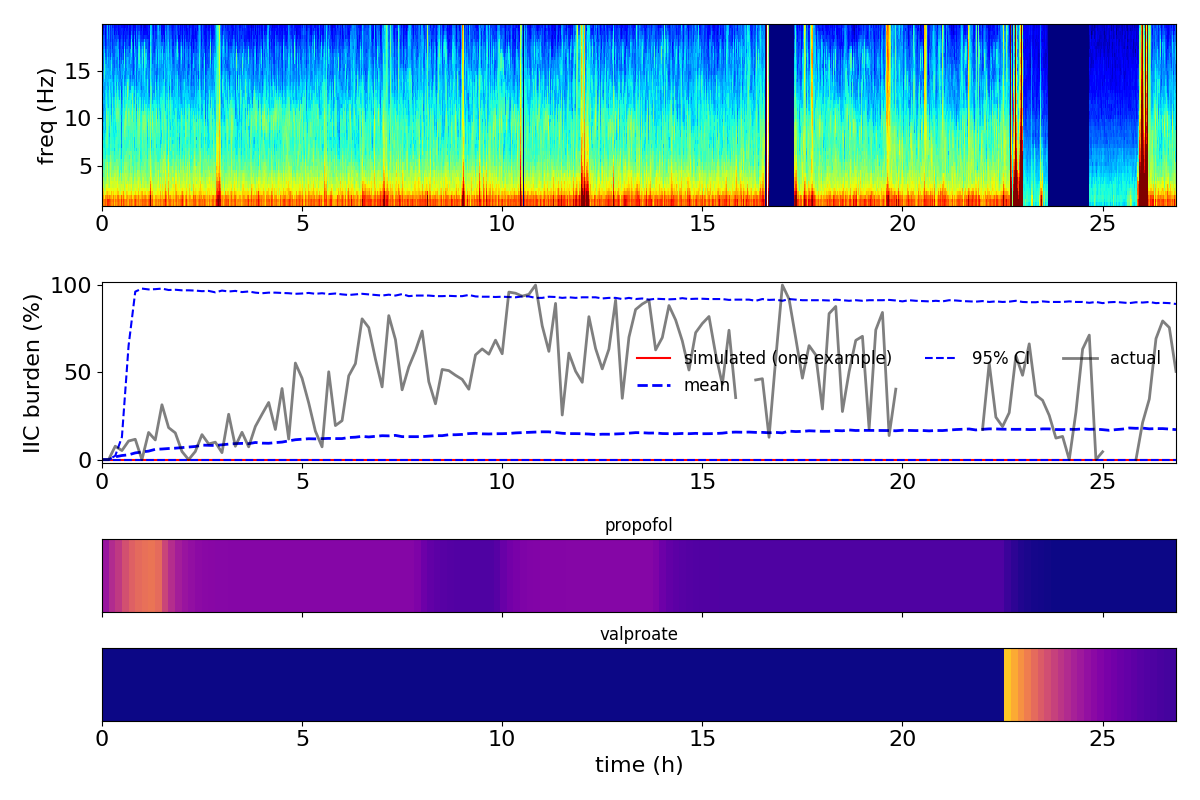 freq (Hz)
15
10
5
0 5 10 15 20 25
IIC burden (%)
100
50
0
simulated (one example) 95% CI actual
mean
0 5 10 15 20 25
propofol
valproate
0 5 10 15 20 25
time (h)